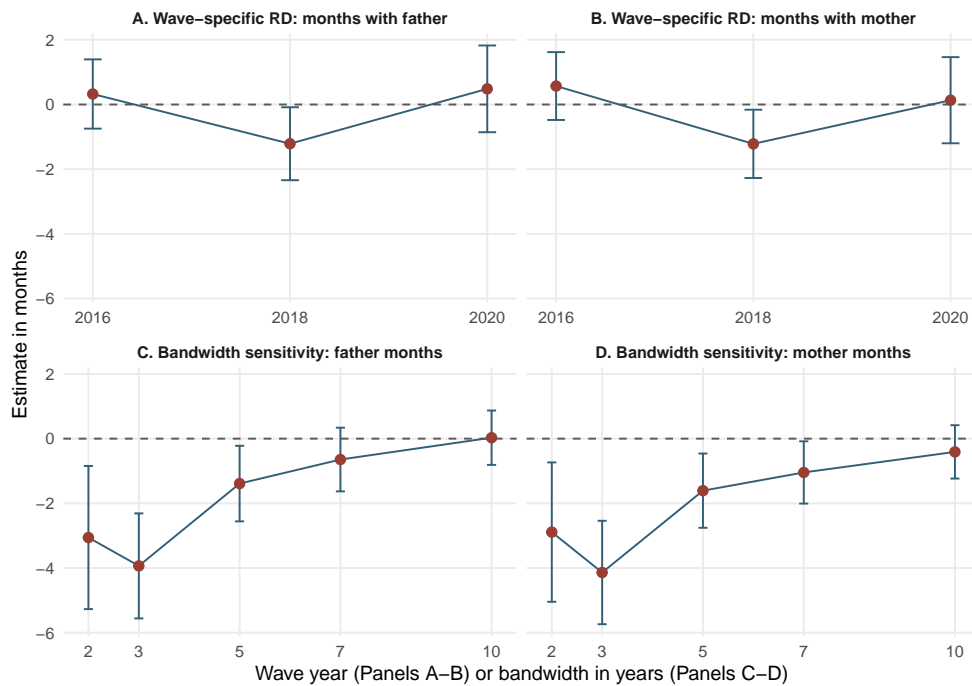 A. Wave−specific RD: months with father
B. Wave−specific RD: months with mother
2
0
−2
−4
−6
2016 2018 2020
2016 2018 2020
Estimate in months
C. Bandwidth sensitivity: father months
D. Bandwidth sensitivity: mother months
2
0
−2
−4
−6
2 3 5 7 10
2 3 5 7 10
Wave year (Panels A−B) or bandwidth in years (Panels C−D)